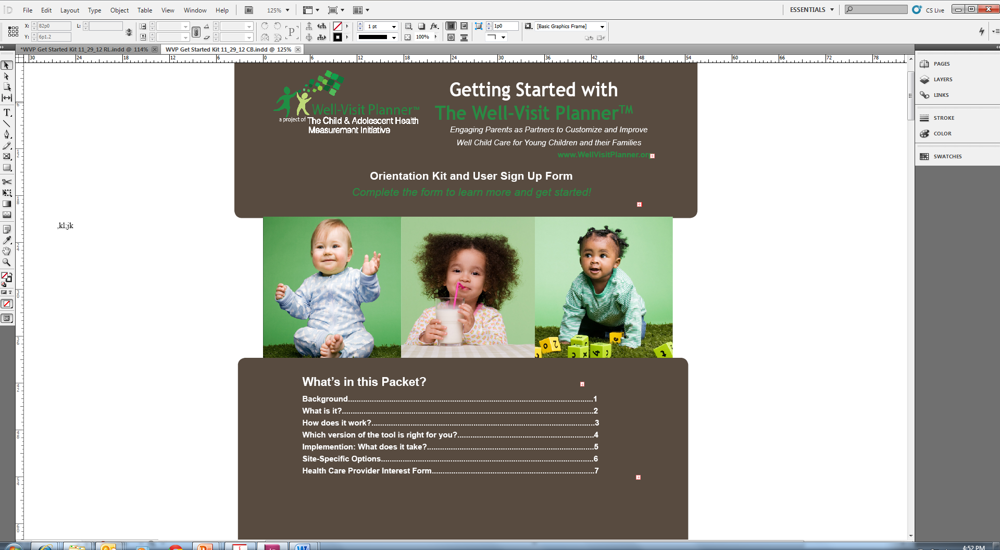 File Edit Layout Type Object Table View Window Help Br 125% ESSENTIALS CS Live
X: 82p0 L: 1 pt 1p0 [Basic Graphics Frame]
Y: 6p1.2 P 100%
*WVP Get Started Kit 11_29_12 RL.indd @ 114% WVP Get Started Kit 11_29_12 CB.indd @ 125%
30 24 18 12 6 0 6 12 18 24 30 36 42 48 54 60 66 72 78
PAGES
LAYERS
LINKS
STROKE
COLOR
SWATCHES
Getting Started with
The Well-Visit Planner™
Well-Visit Planner™
a project of The Child & Adolescent Health
Measurement Initiative
Engaging Parents as Partners to Customize and Improve
Well Child Care for Young Children and their Families
www.WellVisitPlanner.org
Orientation Kit and User Sign Up Form
Complete the form to learn more and get started!
,kl;jk
What's in this Packet?
Background.................................................................................................................1
What is it?....................................................................................................................2
How does it work?.......................................................................................................3
Which version of the tool is right for you?...............................................................4
Implemention: What does it take?.............................................................................5
Site-Specific Options..................................................................................................6
Health Care Provider Interest Form...........................................................................7
4:52 PM